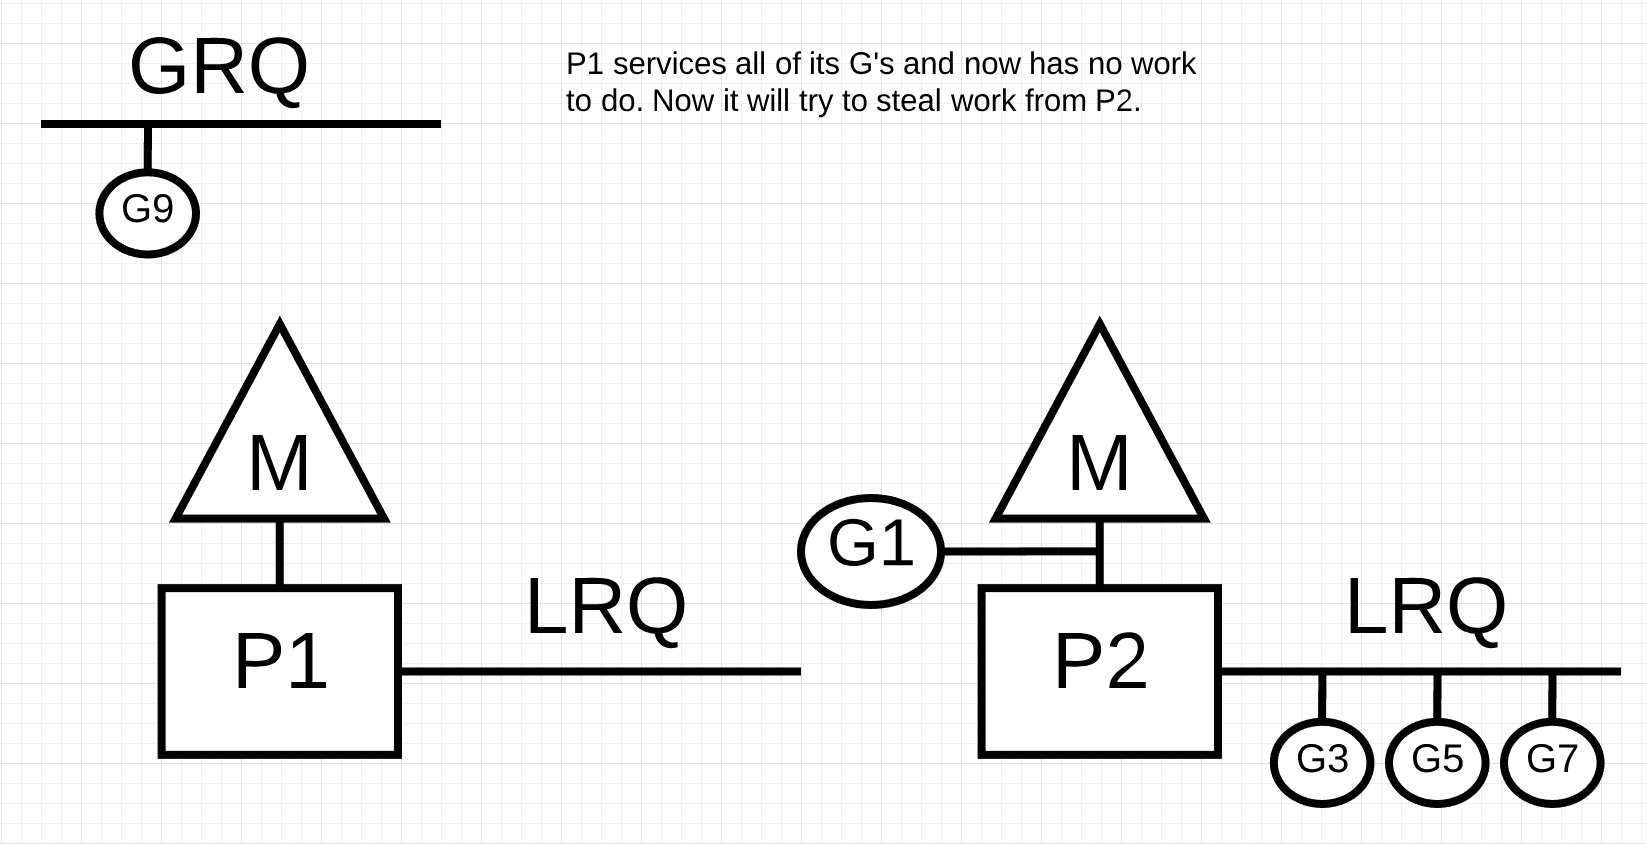 GRQ
P1 services all of its G's and now has no work
to do. Now it will try to steal work from P2.
G9
M
M
G1
LRQ
LRQ
P1
P2
G3
G5
G7